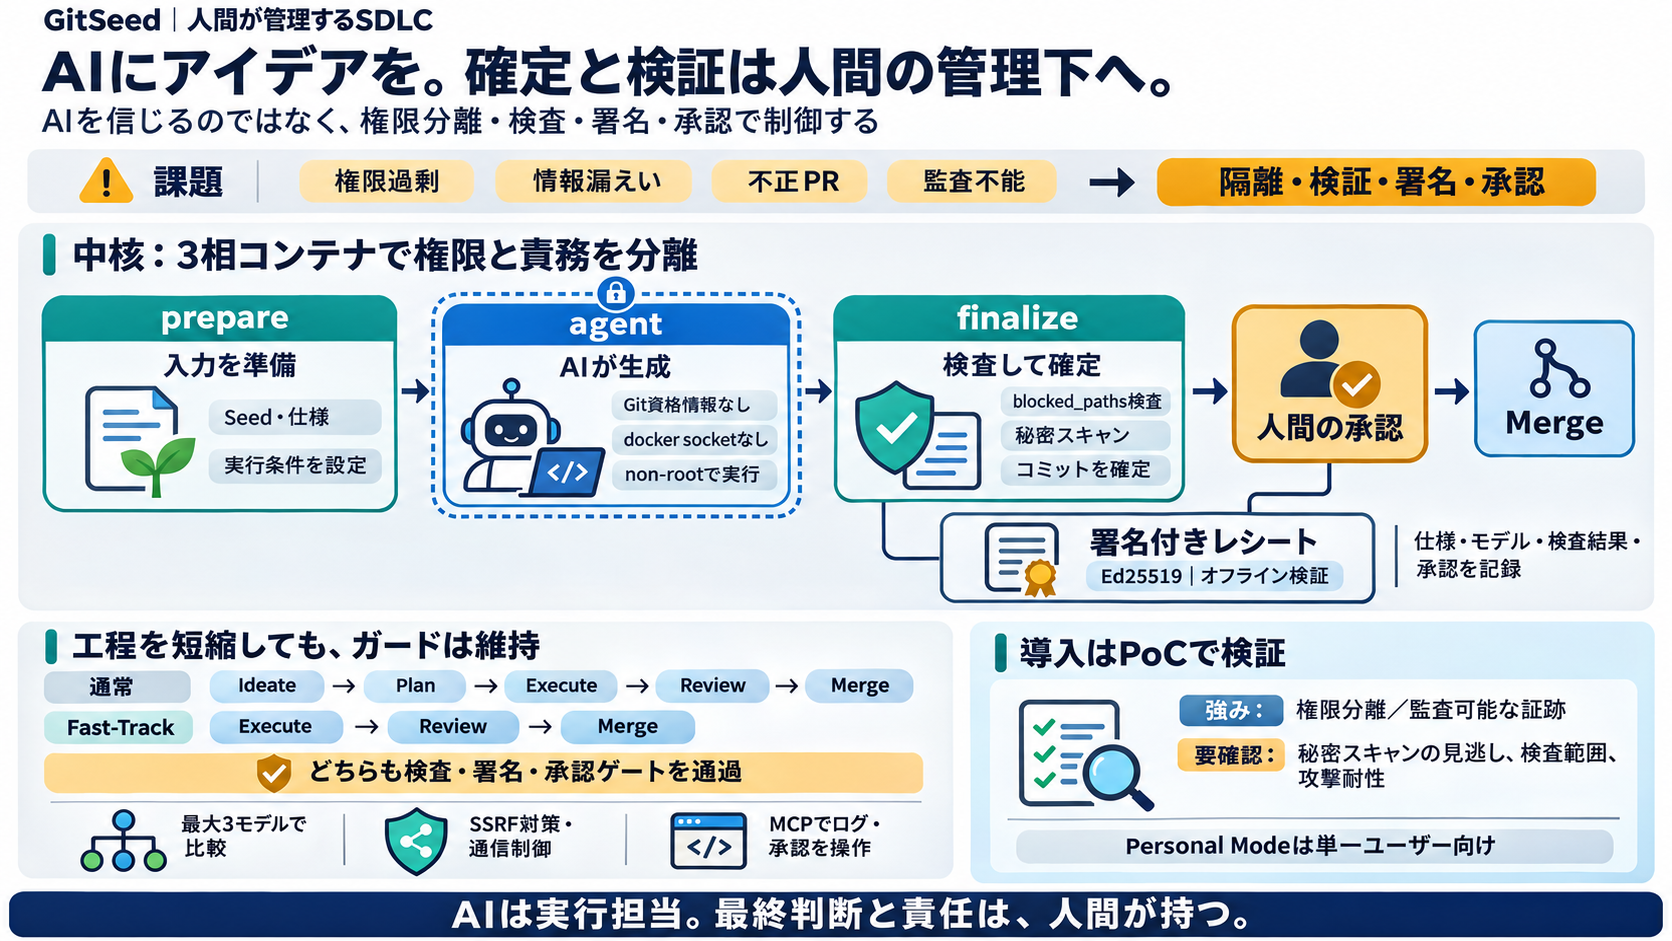 GitSeed｜人間が管理するSDLC
AIにアイデアを。確定と検証は人間の管理下へ。
AIを信じるのではなく、権限分離・検査・署名・承認で制御する
課題
権限過剰
情報漏えい
不正PR
監査不能
隔離・検証・署名・承認
中核：3相コンテナで権限と責務を分離
prepare
入力を準備
Seed・仕様
実行条件を設定
agent
AIが生成
Git資格情報なし
docker socketなし
non-rootで実行
</>
finalize
検査して確定
blocked_paths検査
秘密スキャン
コミットを確定
人間の承認
Merge
署名付きレシート
Ed25519｜オフライン検証
仕様・モデル・検査結果・
承認を記録
工程を短縮しても、ガードは維持
通常
Ideate → Plan → Execute → Review → Merge
Fast-Track
Execute → Review → Merge
どちらも検査・署名・承認ゲートを通過
最大3モデルで
比較
SSRF対策・
通信制御
</>
MCPでログ・
承認を操作
導入はPoCで検証
強み：
権限分離／監査可能な証跡
要確認：
秘密スキャンの見逃し、検査範囲、
攻撃耐性
Personal Modeは単一ユーザー向け
AIは実行担当。最終判断と責任は、人間が持つ。